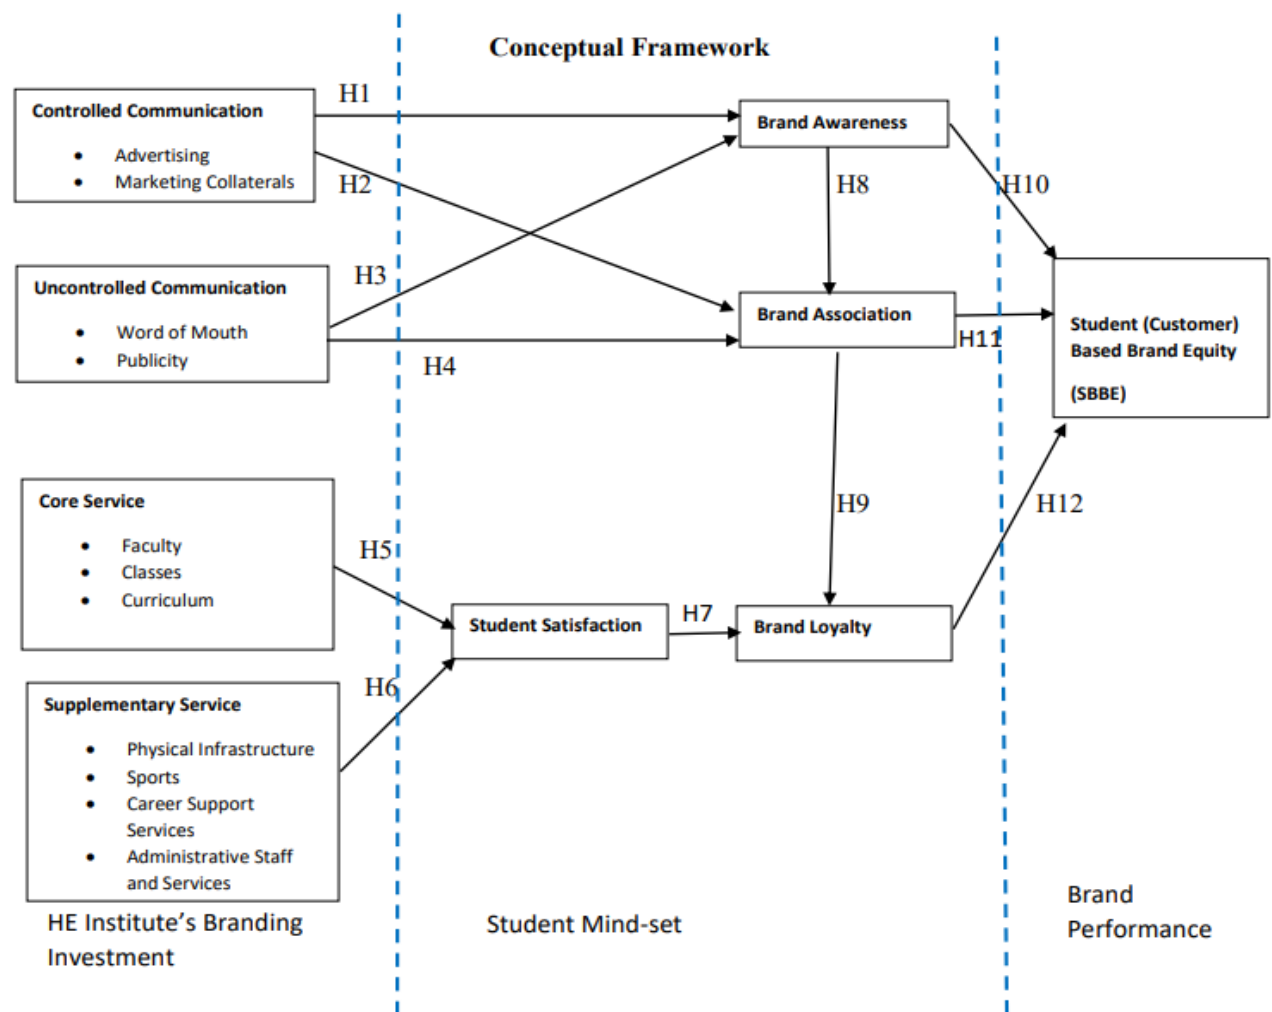 Conceptual Framework
H1
Controlled Communication
• Advertising
• Marketing Collaterals
H2
Brand Awareness
H8
H10
Uncontrolled Communication
• Word of Mouth
• Publicity
H3
H4
Brand Association
H11
Student (Customer)
Based Brand Equity
(SBBE)
Core Service
• Faculty
• Classes
• Curriculum
H5
H9
H12
Student Satisfaction
H7
Brand Loyalty
H6
Supplementary Service
• Physical Infrastructure
• Sports
• Career Support
Services
• Administrative Staff
and Services
HE Institute’s Branding
Investment
Student Mind-set
Brand
Performance